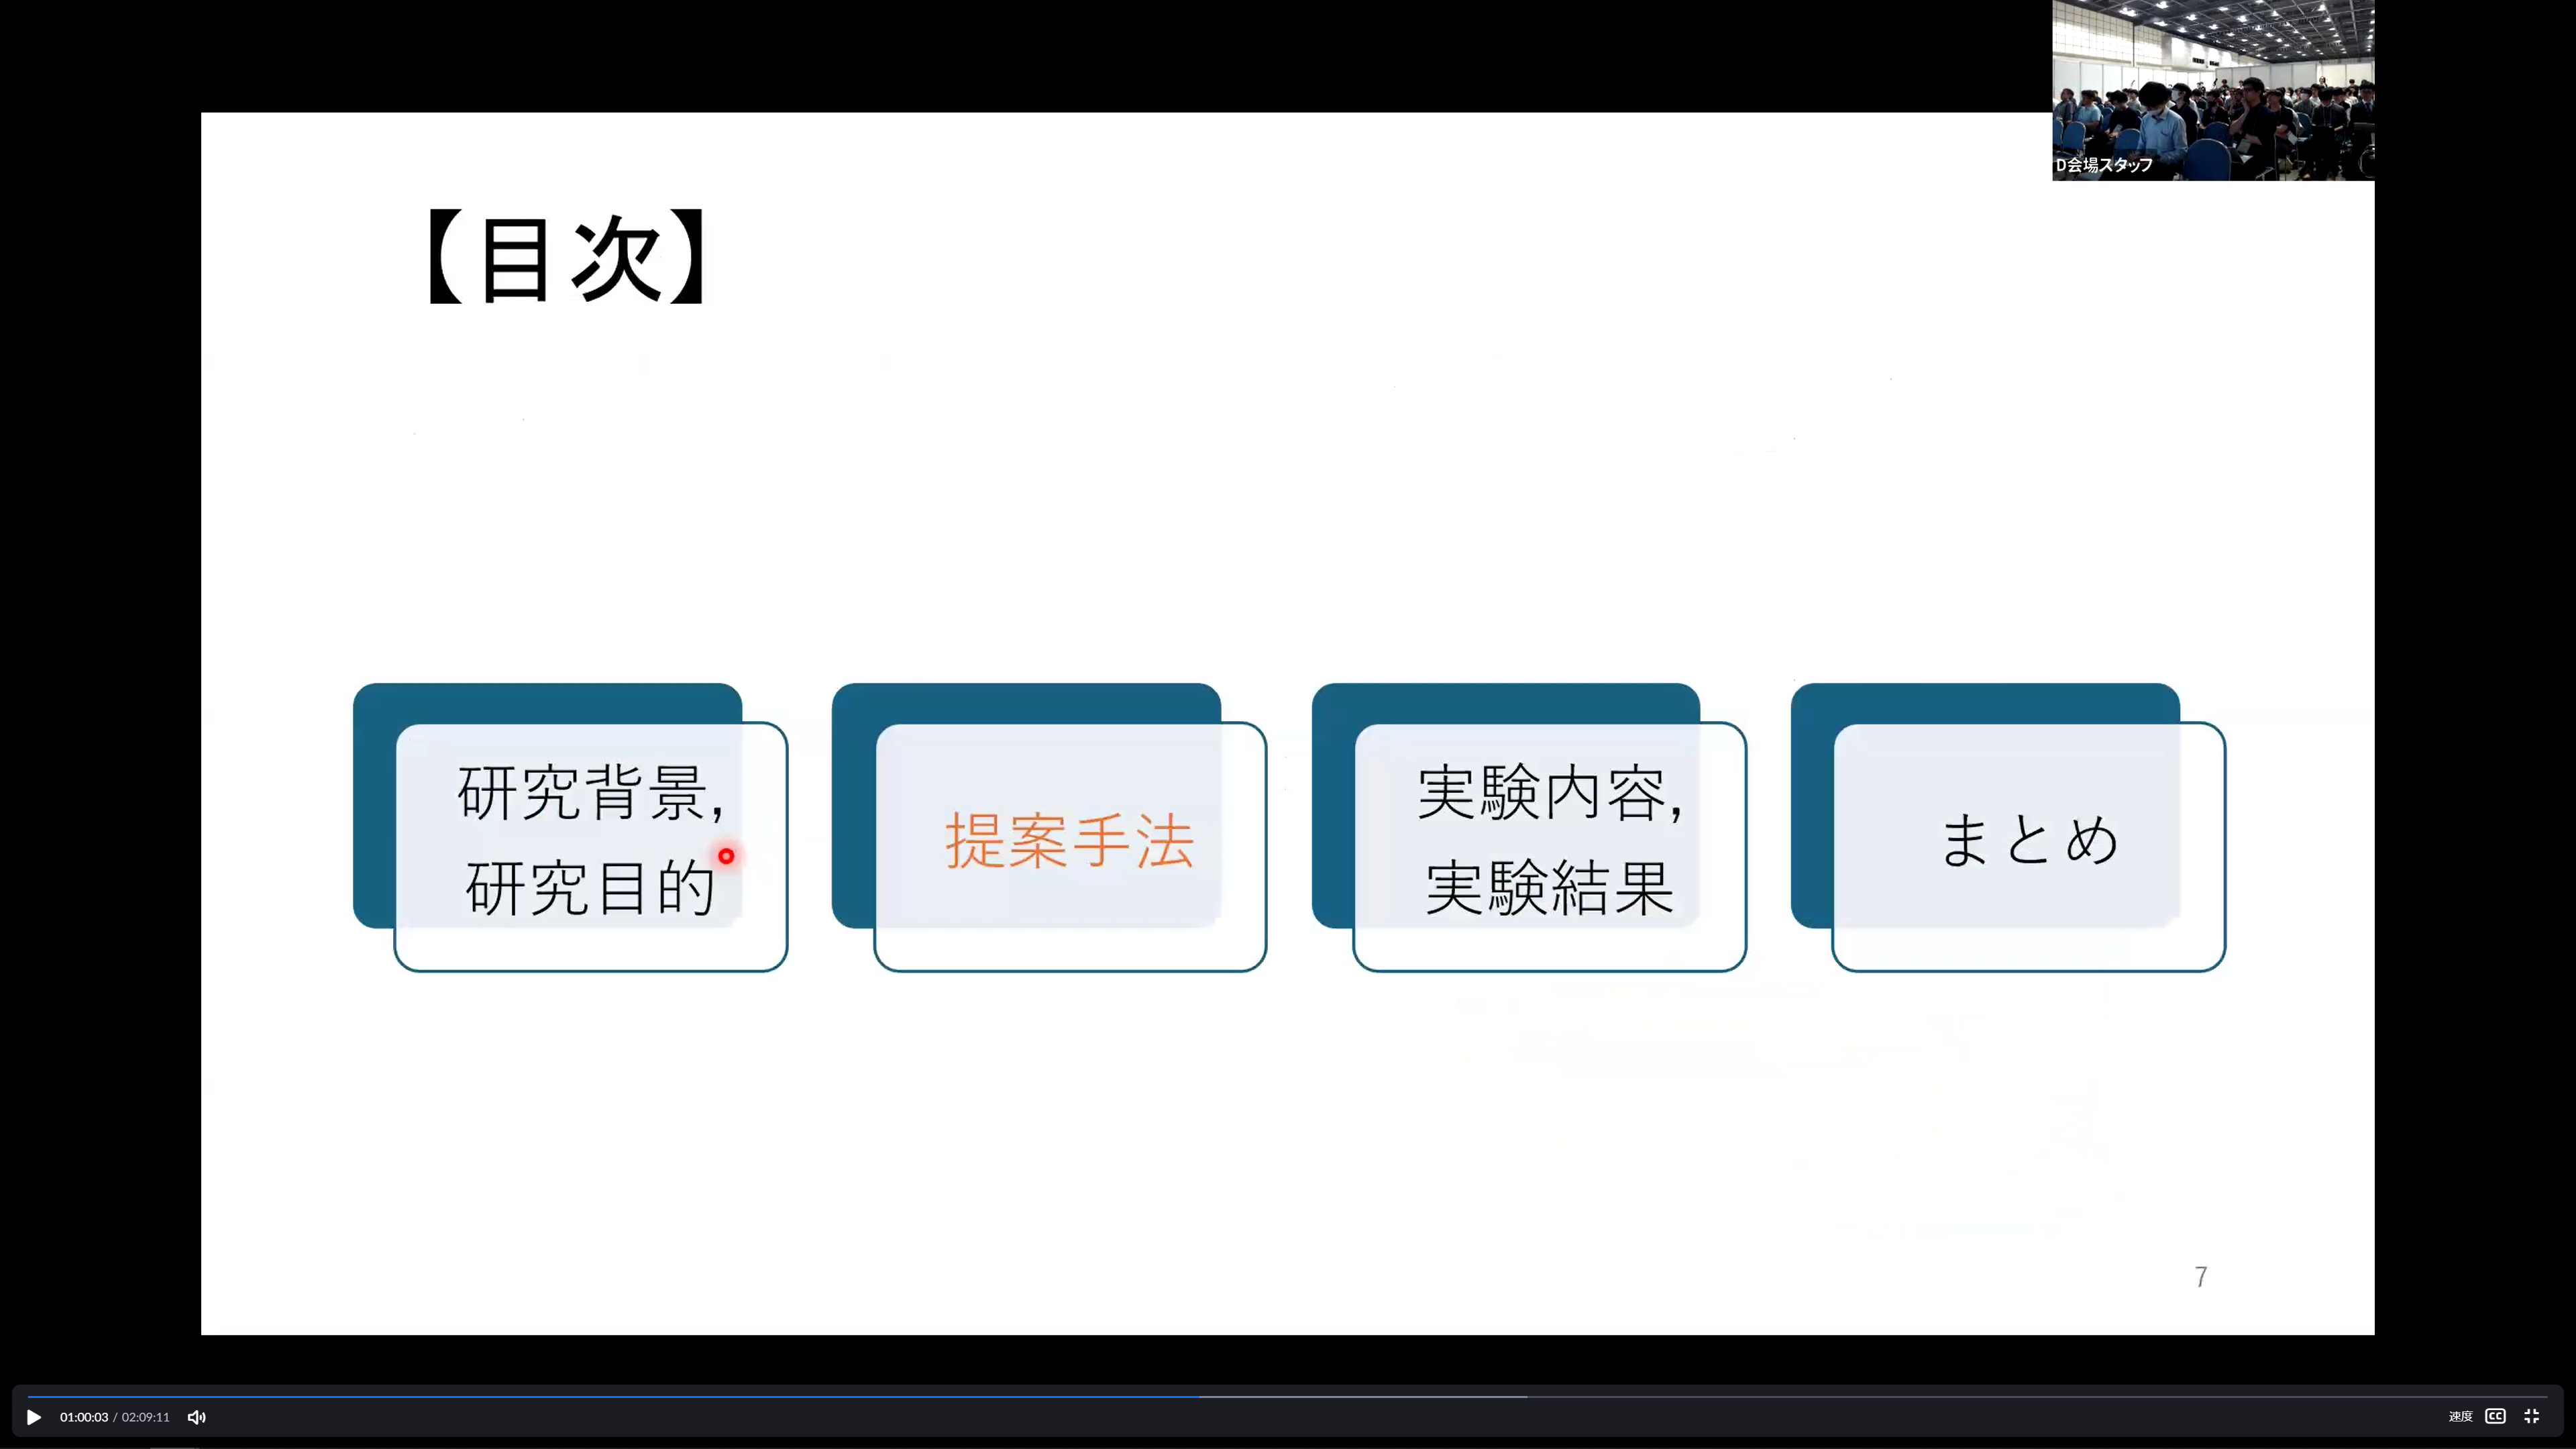 D会場スタッフ
【目次】
研究背景,
研究目的
提案手法
実験内容,
実験結果
まとめ
7
01:00:03 / 02:09:11
速度
CC